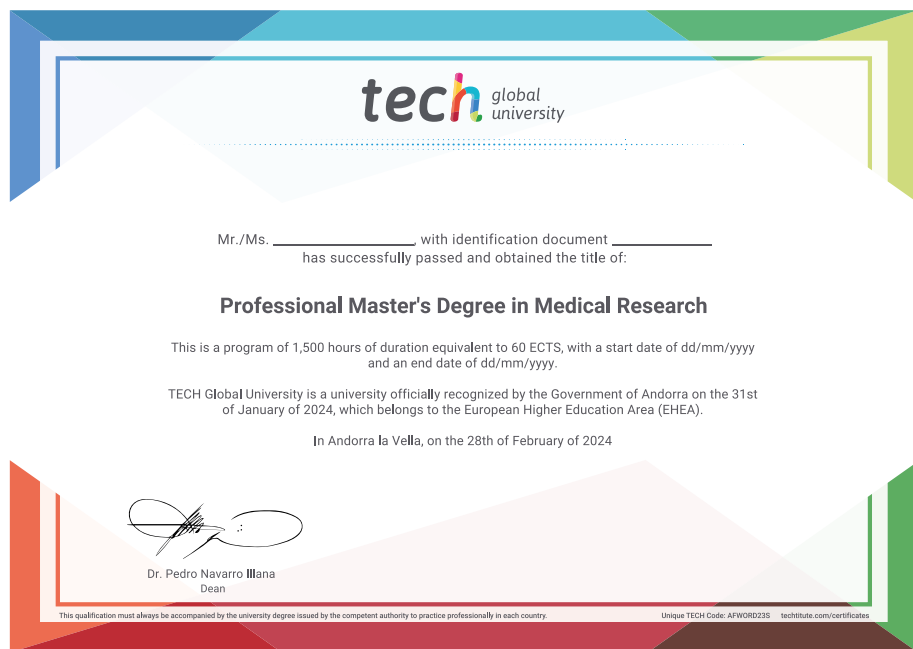 tech global university
Mr./Ms. ________________, with identification document ____________
has successfully passed and obtained the title of:
Professional Master's Degree in Medical Research
This is a program of 1,500 hours of duration equivalent to 60 ECTS, with a start date of dd/mm/yyyy
and an end date of dd/mm/yyyy.
TECH Global University is a university officially recognized by the Government of Andorra on the 31st
of January of 2024, which belongs to the European Higher Education Area (EHEA).
In Andorra la Vella, on the 28th of February of 2024
Dr. Pedro Navarro Illana
Dean
This qualification must always be accompanied by the university degree issued by the competent authority to practice professionally in each country.
Unique TECH Code: AFWORD23S techtitute.com/certificates